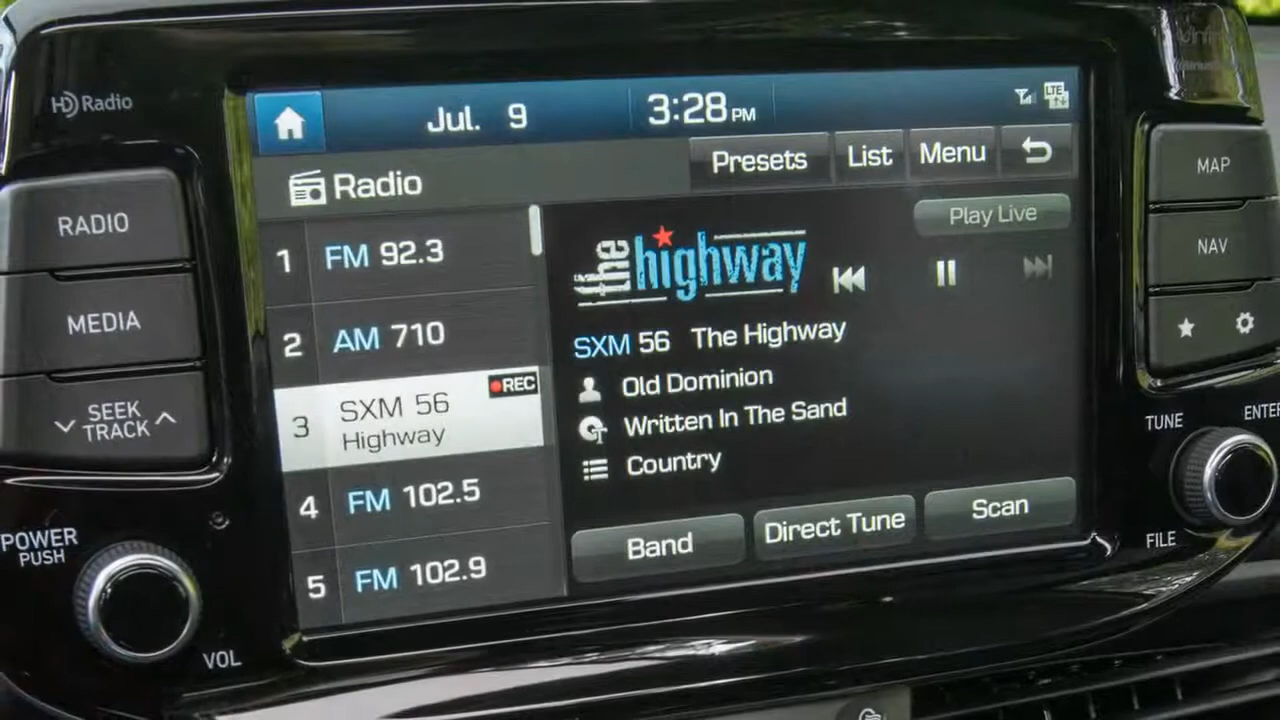 HD Radio
Jul. 9
3:28 PM
LTE
Radio
Presets
List
Menu
RADIO
MEDIA
SEEK
TRACK
POWER
PUSH
VOL
1 FM 92.3
2 AM 710
3 SXM 56
REC
Highway
4 FM 102.5
5 FM 102.9
Play Live
the highway
SXM 56 The Highway
Old Dominion
Written In The Sand
Country
Band
Direct Tune
Scan
MAP
NAV
TUNE
FILE